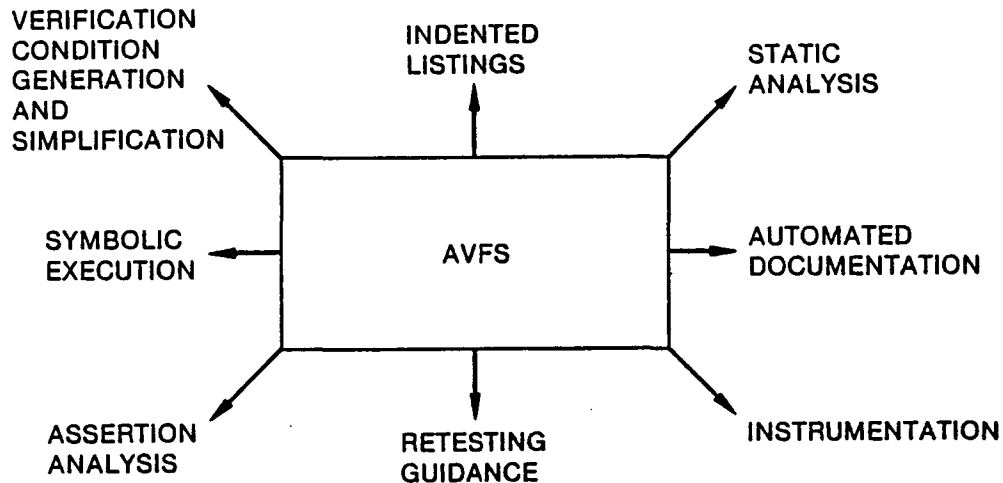 VERIFICATION
CONDITION
GENERATION
AND
SIMPLIFICATION
INDENTED
LISTINGS
STATIC
ANALYSIS
SYMBOLIC
EXECUTION
AVFS
AUTOMATED
DOCUMENTATION
ASSERTION
ANALYSIS
RETESTING
GUIDANCE
INSTRUMENTATION